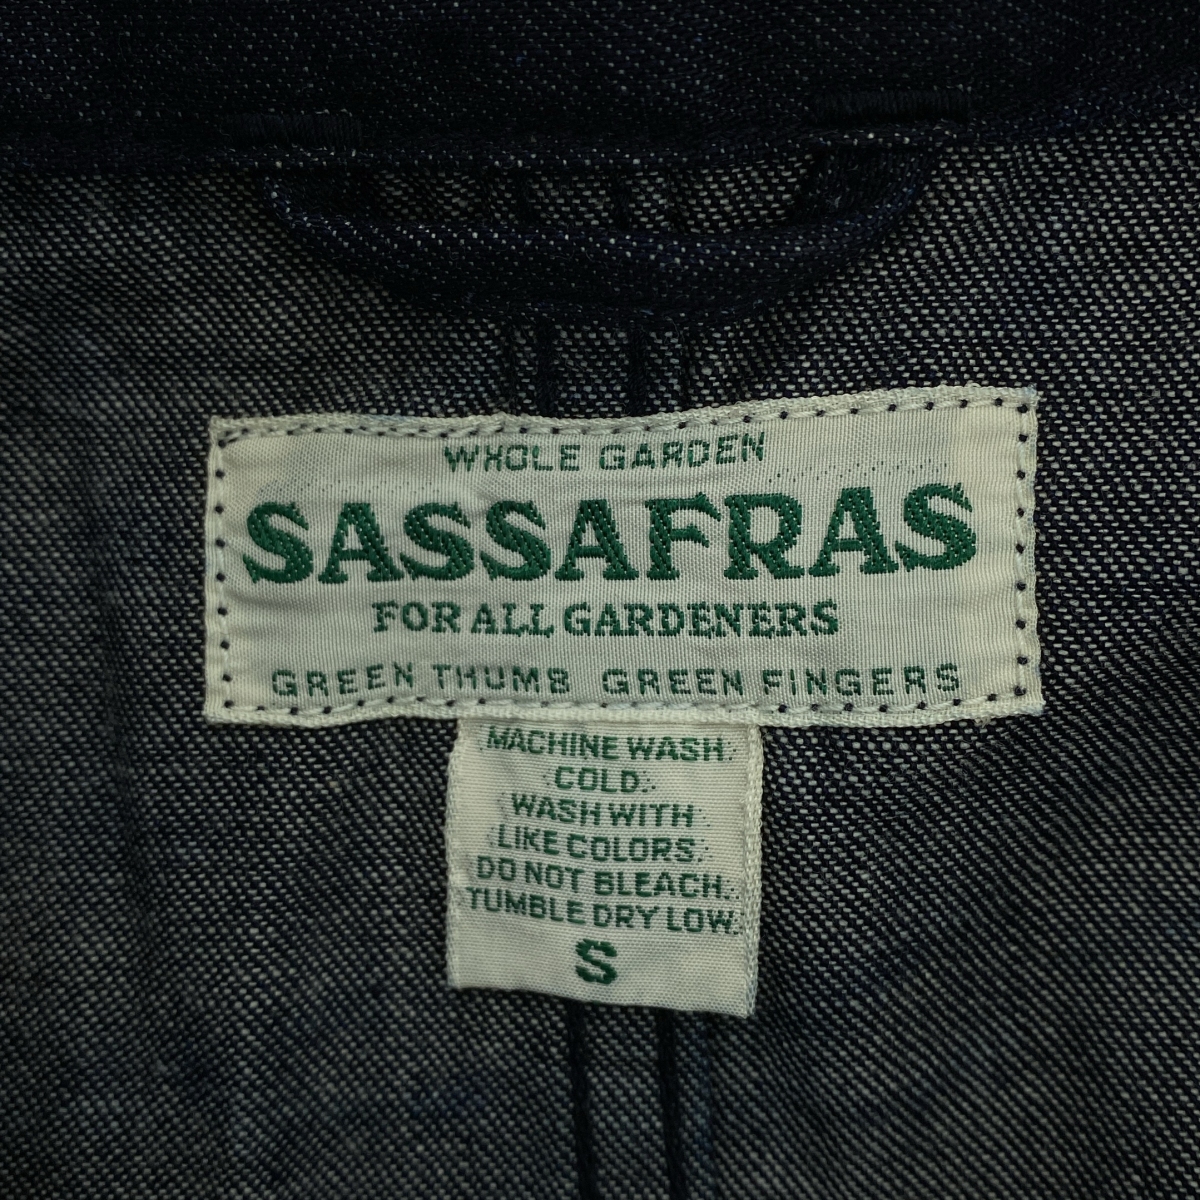 WHOLE GARDEN
SASSAFRAS
FOR ALL GARDENERS
GREEN THUMB GREEN FINGERS
MACHINE WASH
COLD.
WASH WITH
LIKE COLORS.
DO NOT BLEACH.
TUMBLE DRY LOW.
S